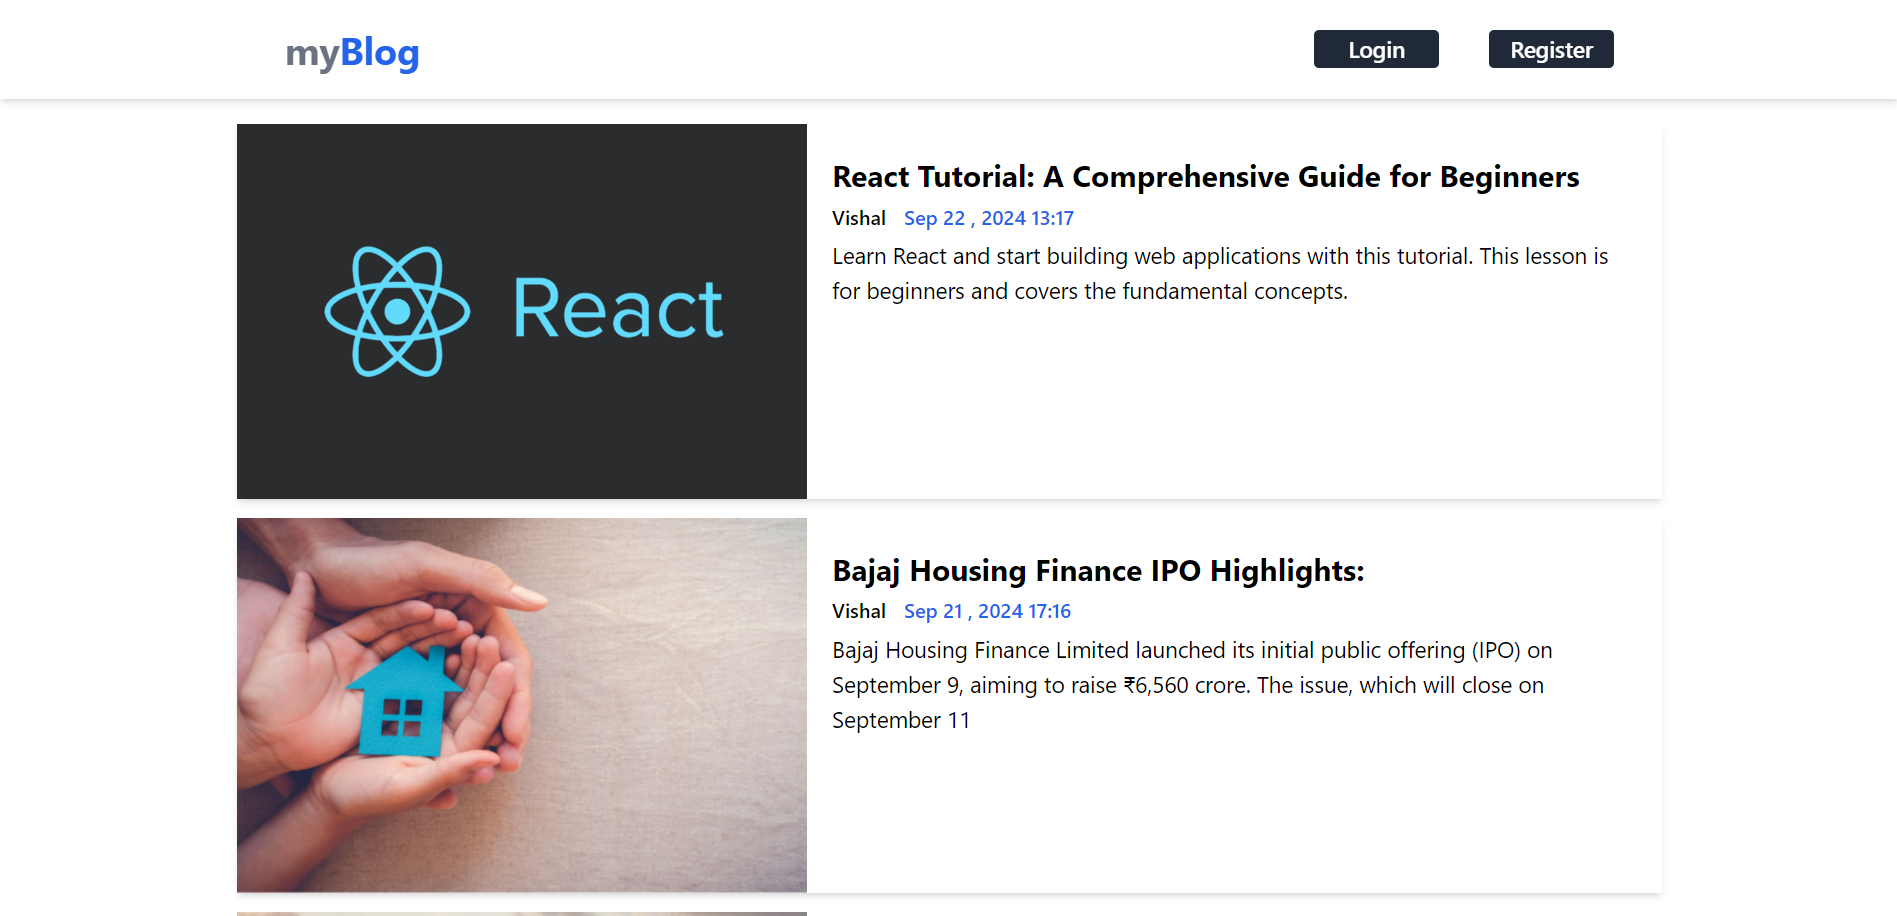 myBlog
Login
Register
React
React Tutorial: A Comprehensive Guide for Beginners
Vishal Sep 22 , 2024 13:17
Learn React and start building web applications with this tutorial. This lesson is
for beginners and covers the fundamental concepts.
Bajaj Housing Finance IPO Highlights:
Vishal Sep 21 , 2024 17:16
Bajaj Housing Finance Limited launched its initial public offering (IPO) on
September 9, aiming to raise ₹6,560 crore. The issue, which will close on
September 11